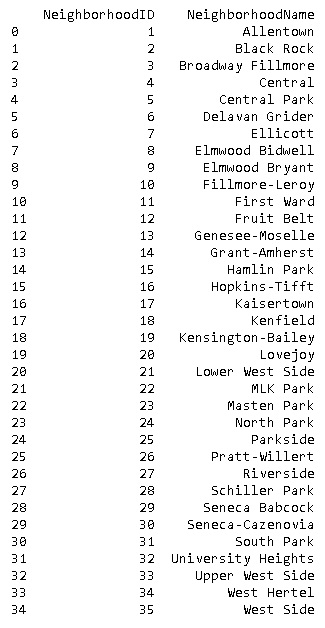 NeighborhoodID NeighborhoodName
0 1 Allentown
1 2 Black Rock
2 3 Broadway Fillmore
3 4 Central
4 5 Central Park
5 6 Delavan Grider
6 7 Ellicott
7 8 Elmwood Bidwell
8 9 Elmwood Bryant
9 10 Fillmore-Leroy
10 11 First Ward
11 12 Fruit Belt
12 13 Genesee-Moselle
13 14 Grant-Amherst
14 15 Hamlin Park
15 16 Hopkins-Tifft
16 17 Kaisertown
17 18 Kenfield
18 19 Kensington-Bailey
19 20 Lovejoy
20 21 Lower West Side
21 22 MLK Park
22 23 Masten Park
23 24 North Park
24 25 Parkside
25 26 Pratt-Willert
26 27 Riverside
27 28 Schiller Park
28 29 Seneca Babcock
29 30 Seneca-Cazenovia
30 31 South Park
31 32 University Heights
32 33 Upper West Side
33 34 West Hertel
34 35 West Side